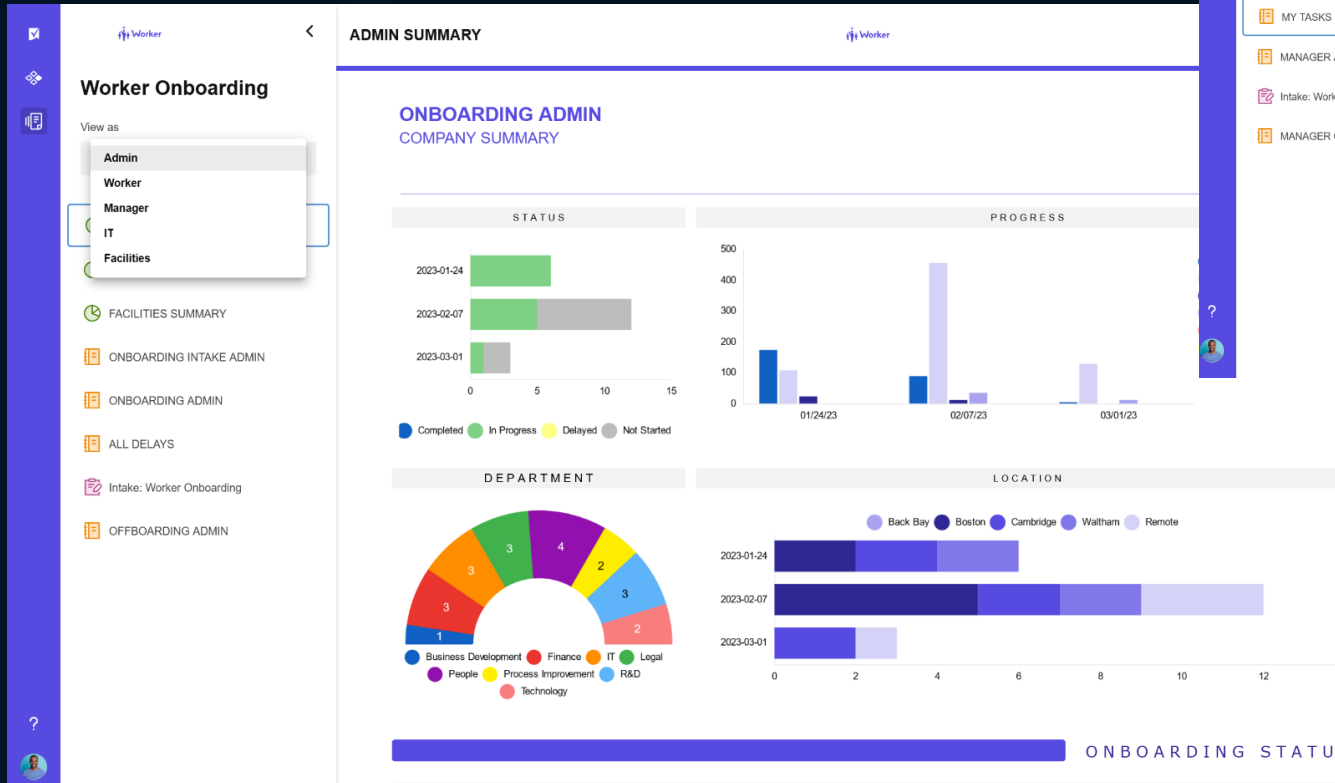 Worker
Worker Onboarding
View as
Admin
Worker
Manager
IT
Facilities
FACILITIES SUMMARY
ONBOARDING INTAKE ADMIN
ONBOARDING ADMIN
ALL DELAYS
Intake: Worker Onboarding
OFFBOARDING ADMIN
?
ADMIN SUMMARY
Worker
ONBOARDING ADMIN
COMPANY SUMMARY
STATUS
2023-01-24
2023-02-07
2023-03-01
0 5 10 15
Completed In Progress Delayed Not Started
PROGRESS
500
400
300
200
100
0
01/24/23 02/07/23 03/01/23
DEPARTMENT
1 3 3 3 4 2 3 2
Business Development Finance IT Legal
People Process Improvement R&D
Technology
LOCATION
Back Bay Boston Cambridge Waltham Remote
2023-01-24
2023-02-07
2023-03-01
0 2 4 6 8 10 12
ONBOARDING STATU
MY TASKS
MANAGER
Intake: Work
MANAGER
?